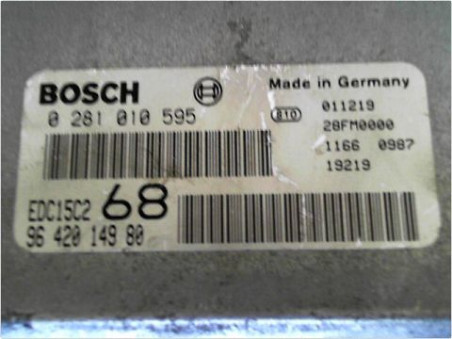 BOSCH
Made in Germany
0 281 010 595
810
011219
28FM0000
1166 0987
19219
EDC15C2 68
96 420 149 80